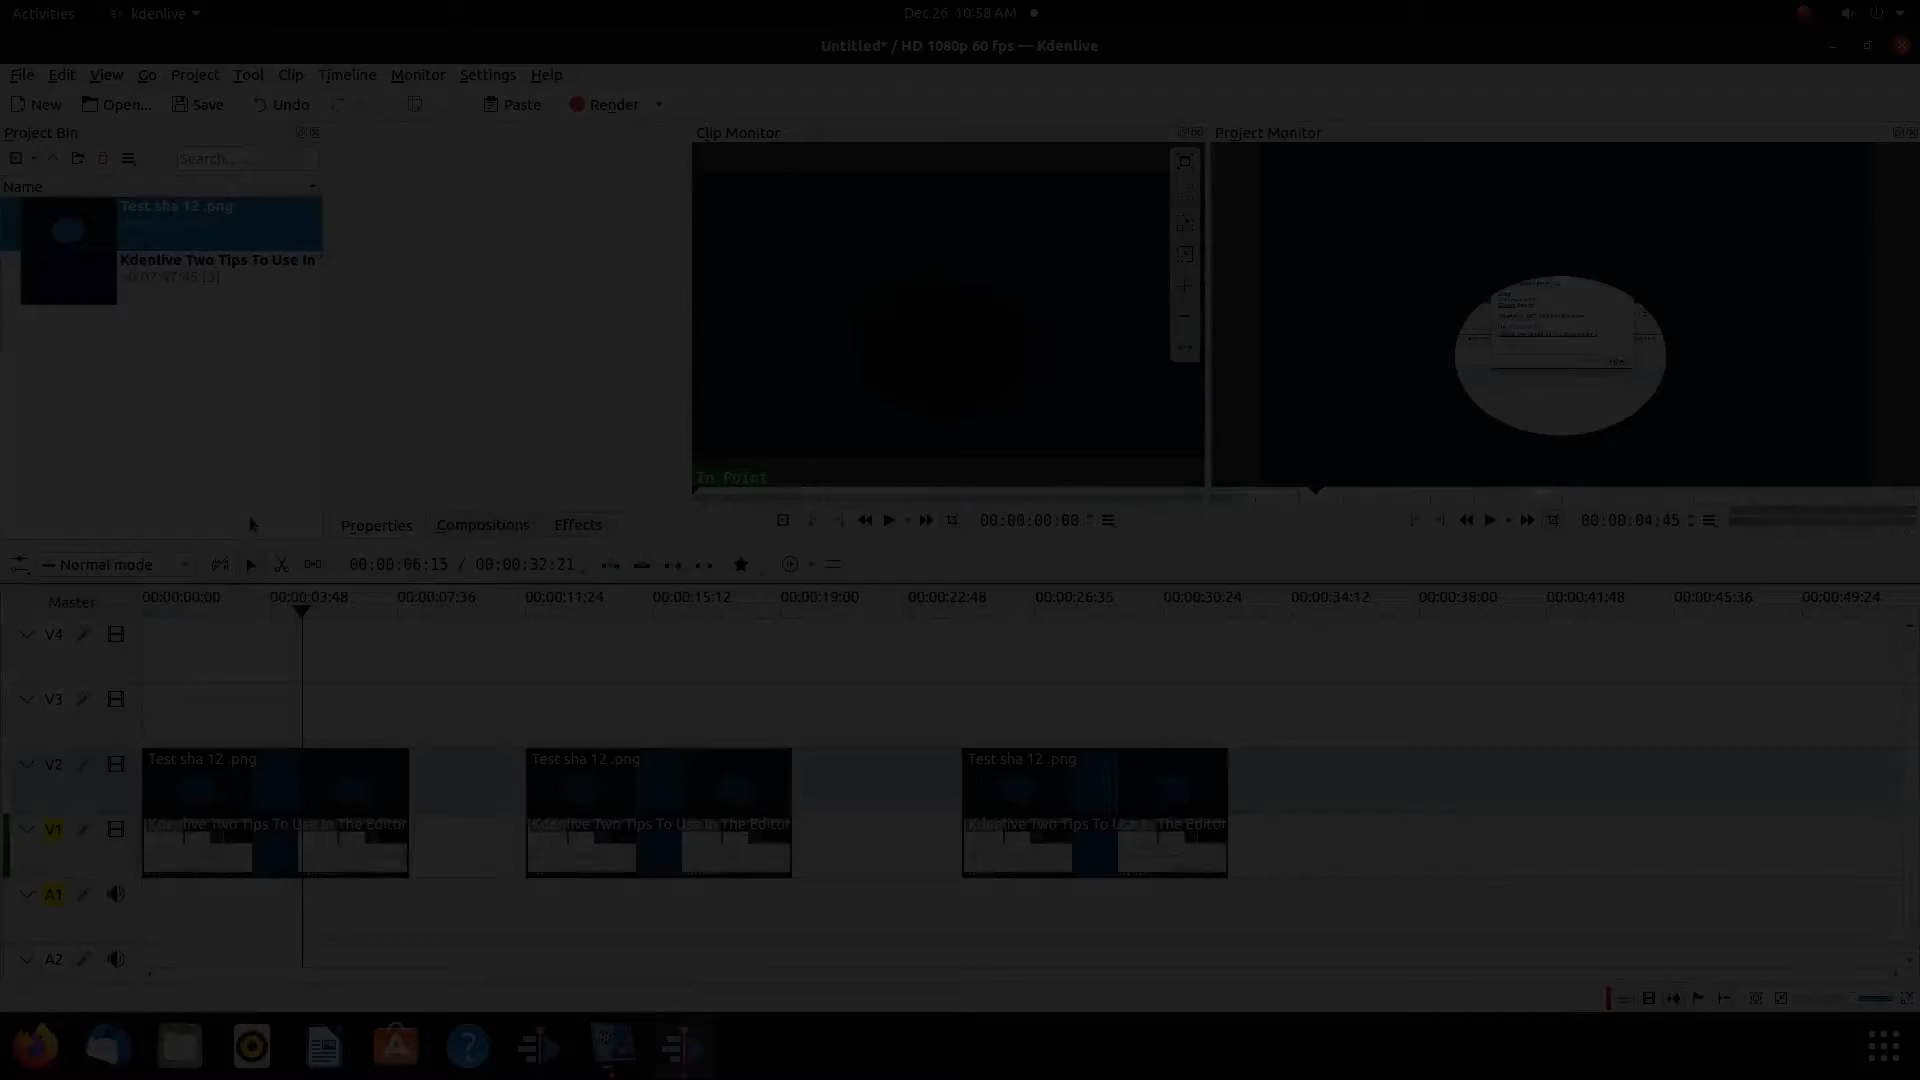 Activities kdenlive Dec 26 10:58 AM
Untitled* / HD 1080p 60 fps — Kdenlive
File Edit View Go Project Tool Clip Timeline Monitor Settings Help
New Open... Save Undo Paste Render
Project Bin Clip Monitor Project Monitor
Search...
Name
Test sha 12 .png
Kdenlive Two Tips To Use In
In Point
Properties Compositions Effects 00:00:00:00 00:00:04:45
Normal mode 00:00:06:15 / 00:00:32:21
Master 00:00:00:00 00:00:03:48 00:00:07:36 00:00:11:24 00:00:15:12 00:00:19:00 00:00:22:48 00:00:26:35 00:00:30:24 00:00:34:12 00:00:38:00 00:00:41:48 00:00:45:36 00:00:49:24
V4
V3
V2 Test sha 12 .png Test sha 12 .png Test sha 12 .png
V1 Kdenlive Two Tips To Use In The Editor Kdenlive Two Tips To Use In The Editor Kdenlive Two Tips To Use In The Editor
A1
A2